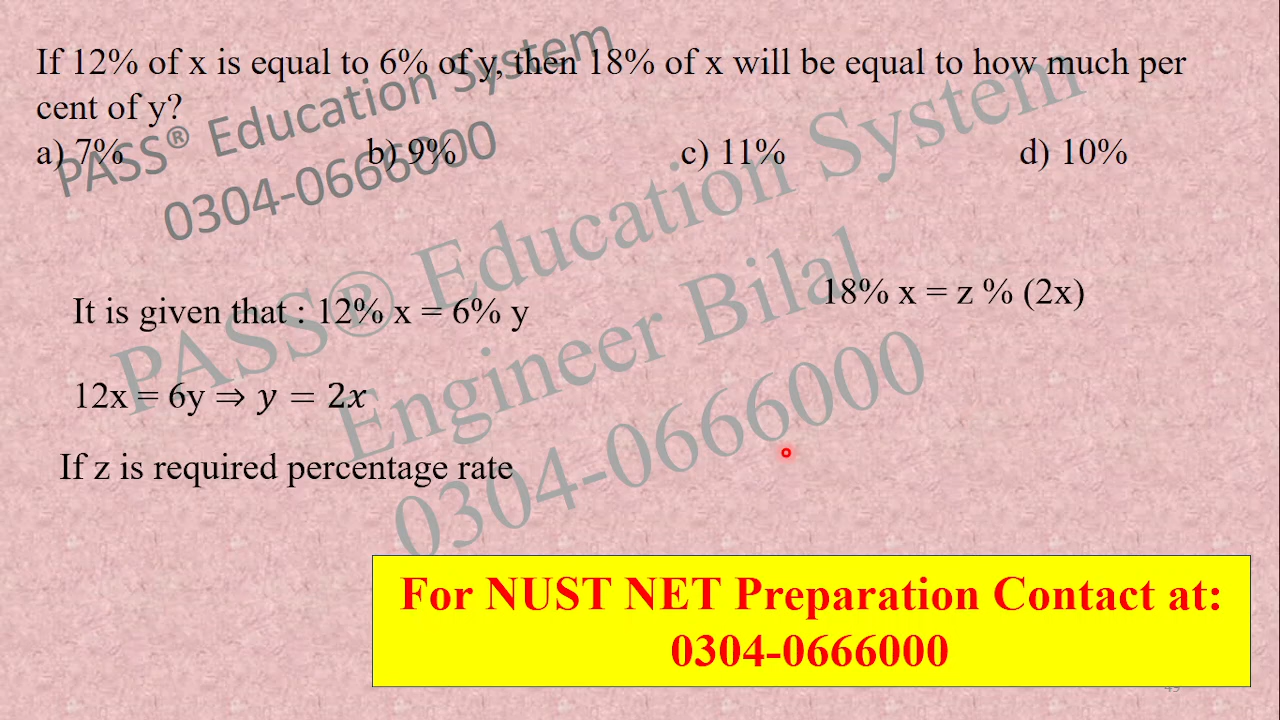 If 12% of x is equal to 6% of y, then 18% of x will be equal to how much per
cent of y?
a) 7% b) 9% c) 11% d) 10%
PASS® Education System
0304-0666000
PASS® Education System
Engineer Bilal
0304-0666000
It is given that : 12% x = 6% y
18% x = z % (2x)
12x = 6y ⇒ y = 2x
If z is required percentage rate
For NUST NET Preparation Contact at:
0304-0666000